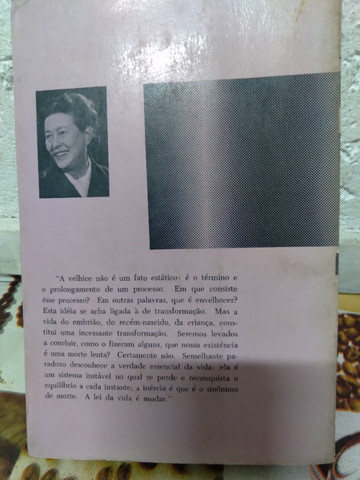 "A velhice não é um fato estático: é o término e
o prolongamento de um processo. Em que consiste
êsse processo? Em outras palavras, que é envelhecer?
Esta idéia se acha ligada à de transformação. Mas a
vida do embrião, do recém-nascido, da criança, cons-
titui uma incessante transformação. Seremos levados
a concluir, como o fizeram alguns, que nossa existência
é uma morte lenta? Certamente não. Semelhante pa-
radoxo desconhece a verdade essencial da vida: ela é
um sistema instável no qual se perde e reconquista o
equilíbrio a cada instante; a inércia é que é o sinônimo
de morte. A lei da vida é mudar."